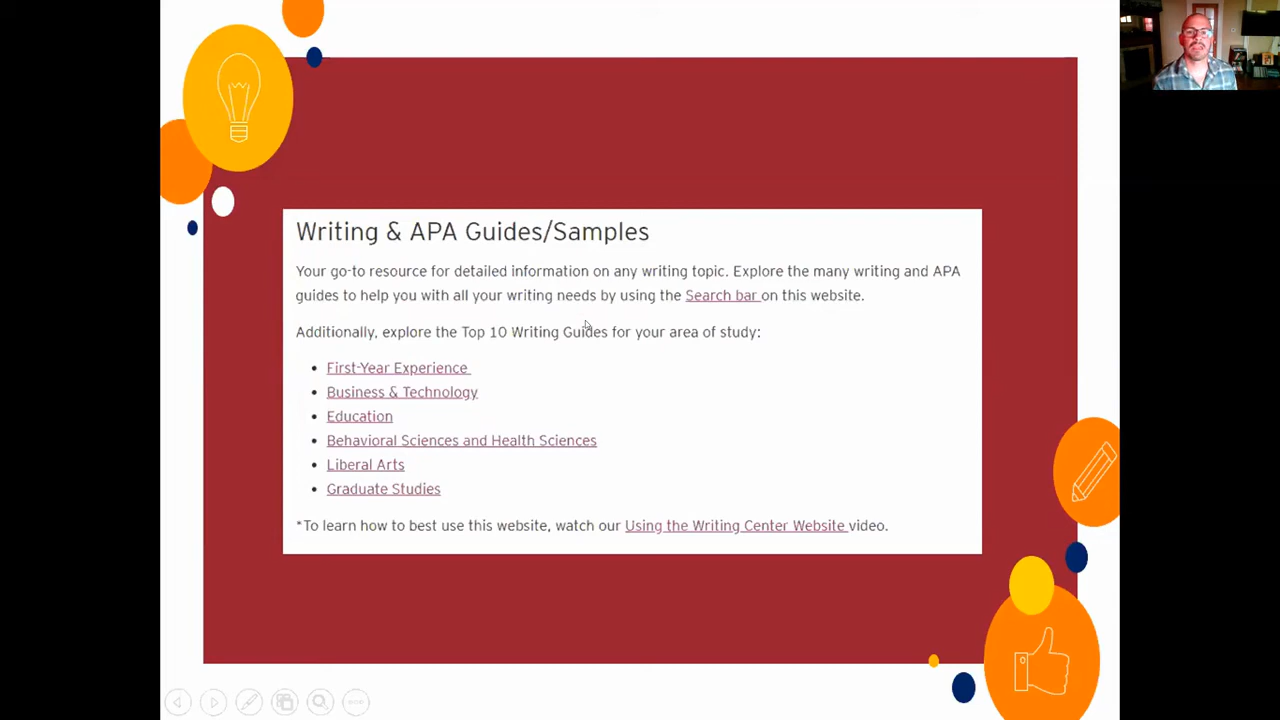 Writing & APA Guides/Samples
Your go-to resource for detailed information on any writing topic. Explore the many writing and APA
guides to help you with all your writing needs by using the Search bar on this website.
Additionally, explore the Top 10 Writing Guides for your area of study:
• First-Year Experience
• Business & Technology
• Education
• Behavioral Sciences and Health Sciences
• Liberal Arts
• Graduate Studies
*To learn how to best use this website, watch our Using the Writing Center Website video.